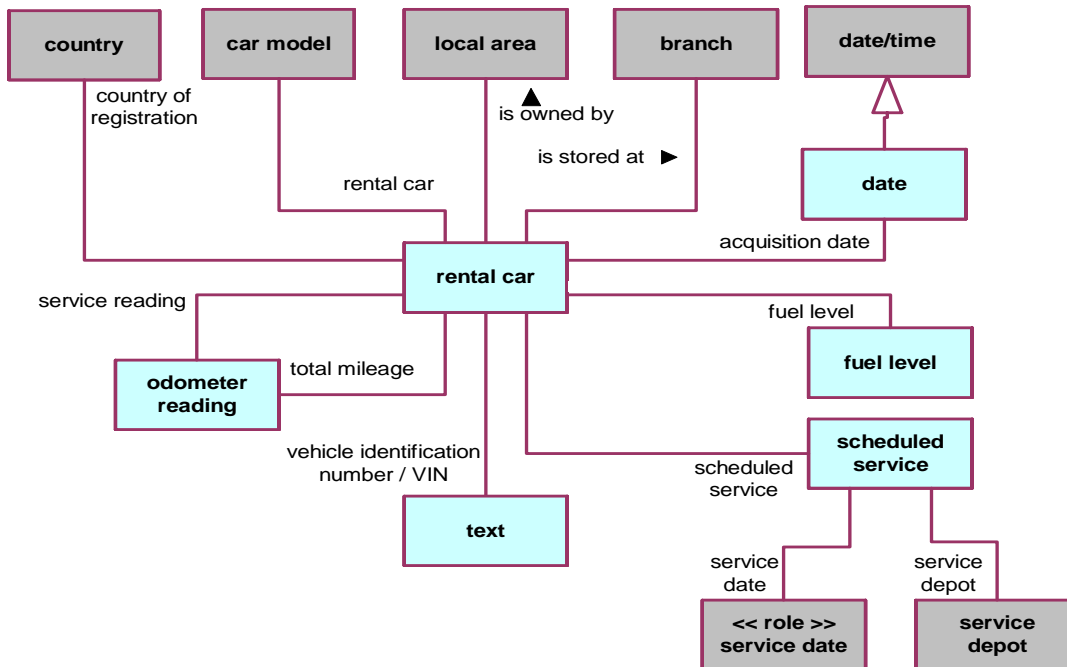 country
car model
local area
branch
date/time
country of
registration
is owned by
is stored at
rental car
date
acquisition date
rental car
service reading
fuel level
odometer
reading
total mileage
fuel level
vehicle identification
number / VIN
text
scheduled
service
scheduled
service
service
date
service
depot
<< role >>
service date
service
depot